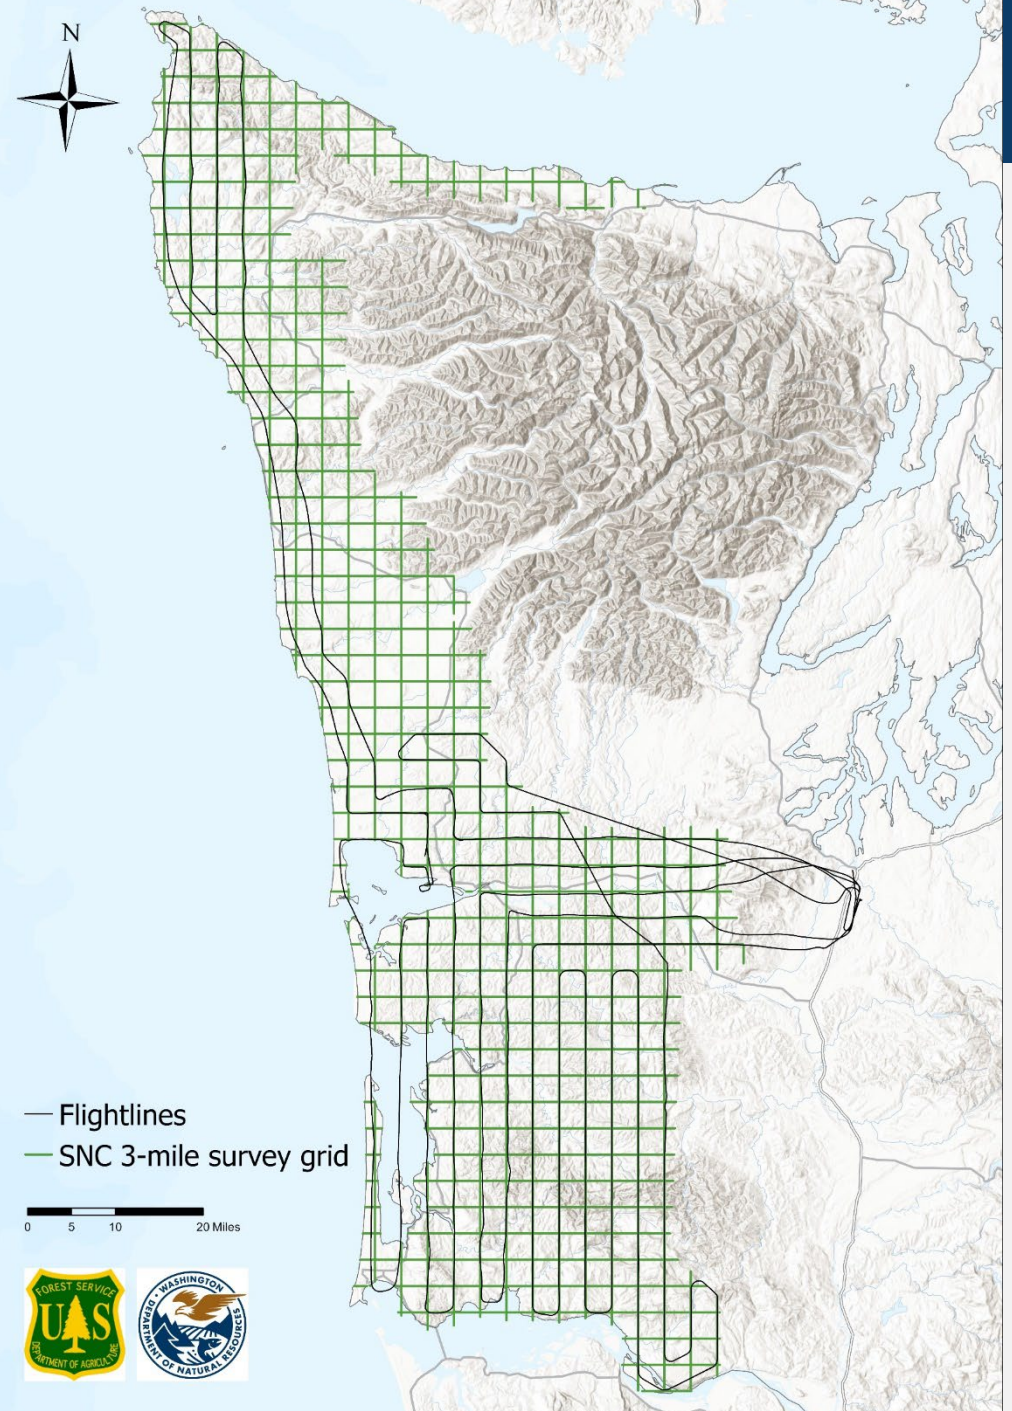 N
Flightlines
SNC 3-mile survey grid
0 5 10 20 Miles
FOREST SERVICE
U S
DEPARTMENT OF AGRICULTURE
WASHINGTON
DEPARTMENT OF NATURAL RESOURCES